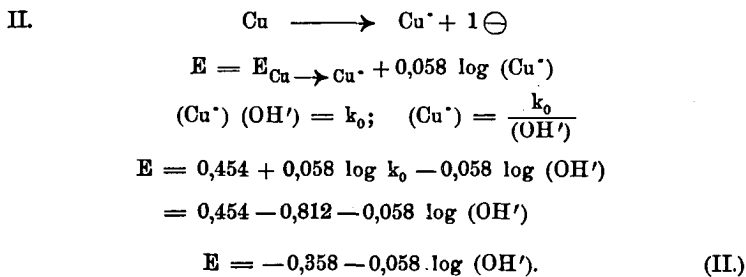 II. Cu ⟶ Cu˙ + 1 ⊖
E = E Cu ⟶ Cu˙ + 0,058 log (Cu˙)
(Cu˙) (OH′) = k₀; (Cu˙) = k₀ / (OH′)
E = 0,454 + 0,058 log k₀ — 0,058 log (OH′)
= 0,454 — 0,812 — 0,058 log (OH′)
E = —0,358 — 0,058 . log (OH′). (II.)